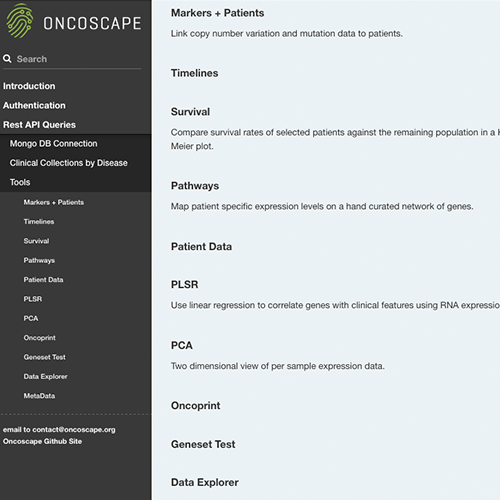 ONCOSCAPE
Search
Introduction
Authentication
Rest API Queries
Mongo DB Connection
Clinical Collections by Disease
Tools
Markers + Patients
Timelines
Survival
Pathways
Patient Data
PLSR
PCA
Oncoprint
Geneset Test
Data Explorer
MetaData
email to contact@oncoscape.org
Oncoscape Github Site
Markers + Patients
Link copy number variation and mutation data to patients.
Timelines
Survival
Compare survival rates of selected patients against the remaining population in a
Meier plot.
Pathways
Map patient specific expression levels on a hand curated network of genes.
Patient Data
PLSR
Use linear regression to correlate genes with clinical features using RNA expressio
PCA
Two dimensional view of per sample expression data.
Oncoprint
Geneset Test
Data Explorer